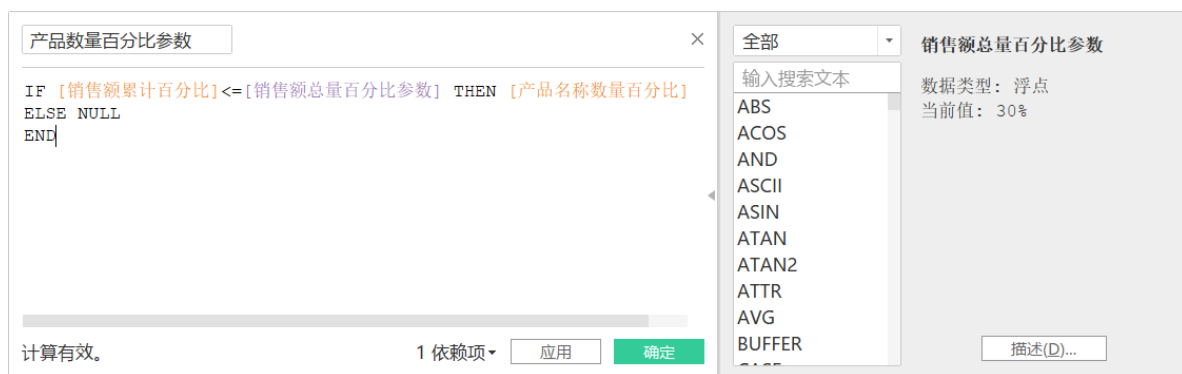 产品数量百分比参数
×
IF [销售额累计百分比]<=[销售额总量百分比参数] THEN [产品名称数量百分比]
ELSE NULL
END
计算有效。
1 依赖项
应用
确定
全部
输入搜索文本
ABS
ACOS
AND
ASCII
ASIN
ATAN
ATAN2
ATTR
AVG
BUFFER
销售额总量百分比参数
数据类型: 浮点
当前值: 30%
描述(D)...